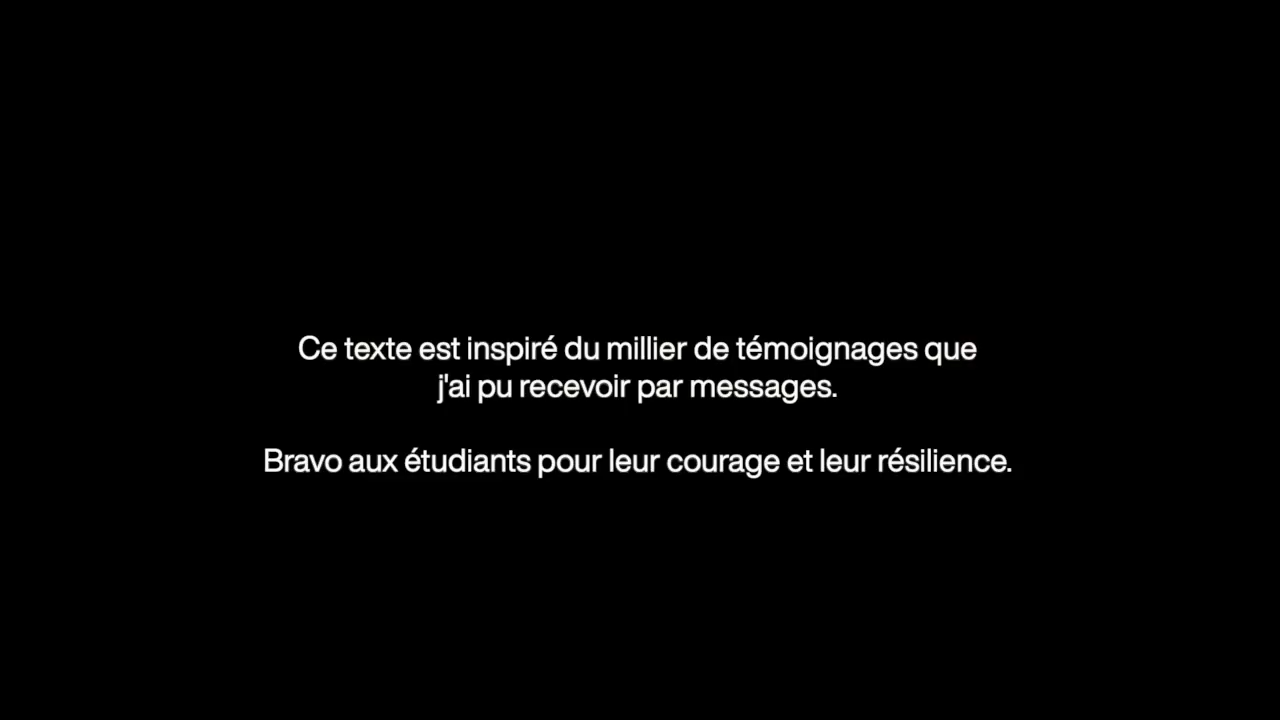 Ce texte est inspiré du millier de témoignages que
j'ai pu recevoir par messages.
Bravo aux étudiants pour leur courage et leur résilience.